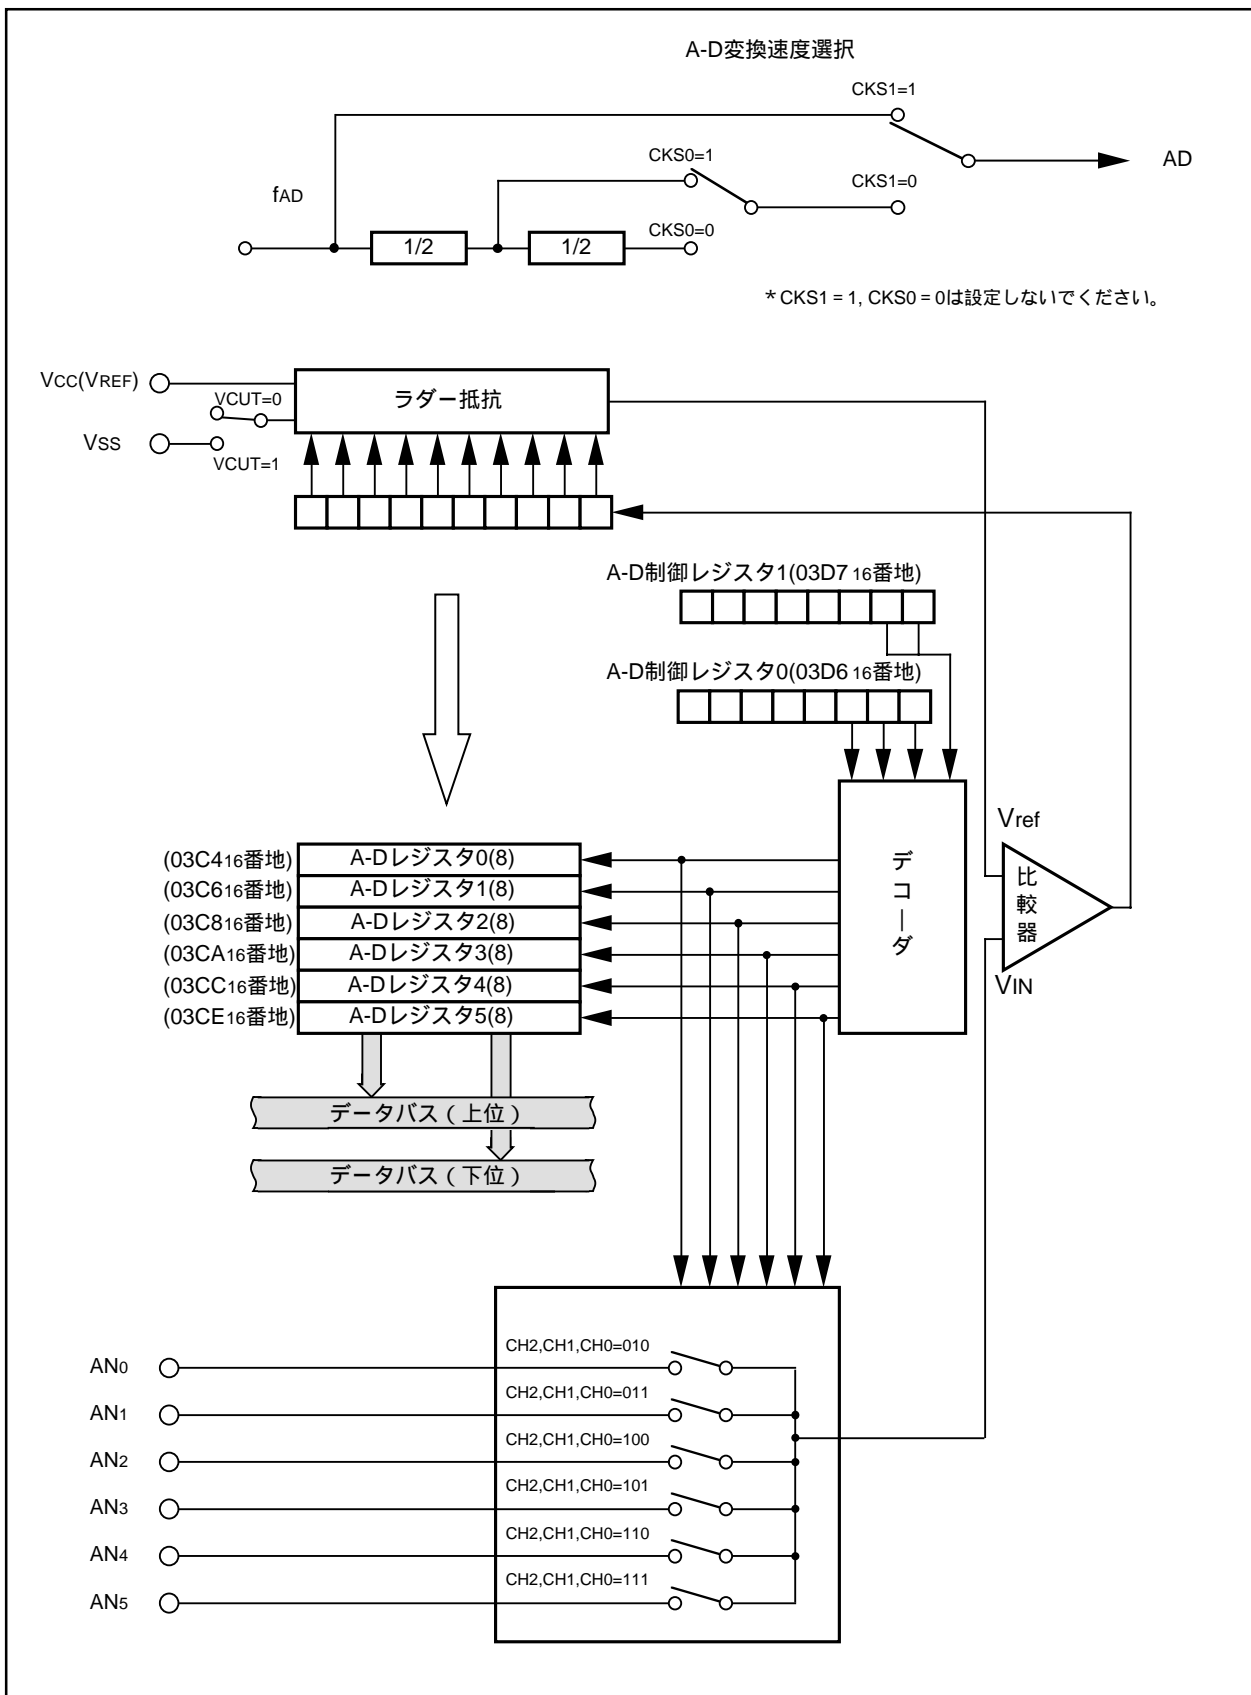 A-D変換速度選択
CKS1=1
CKS0=1
AD
CKS1=0
fAD
CKS0=0
1/2
1/2
*CKS1 = 1, CKS0 = 0は設定しないでください。
VCC(VREF)
VCUT=0
ラダー抵抗
VSS
VCUT=1
A-D制御レジスタ1(03D716番地)
A-D制御レジスタ0(03D616番地)
Vref
比較器
VIN
デコーダ
(03C416番地) A-Dレジスタ0(8)
(03C616番地) A-Dレジスタ1(8)
(03C816番地) A-Dレジスタ2(8)
(03CA16番地) A-Dレジスタ3(8)
(03CC16番地) A-Dレジスタ4(8)
(03CE16番地) A-Dレジスタ5(8)
データバス(上位)
データバス(下位)
AN0 CH2,CH1,CH0=010
AN1 CH2,CH1,CH0=011
AN2 CH2,CH1,CH0=100
AN3 CH2,CH1,CH0=101
AN4 CH2,CH1,CH0=110
AN5 CH2,CH1,CH0=111